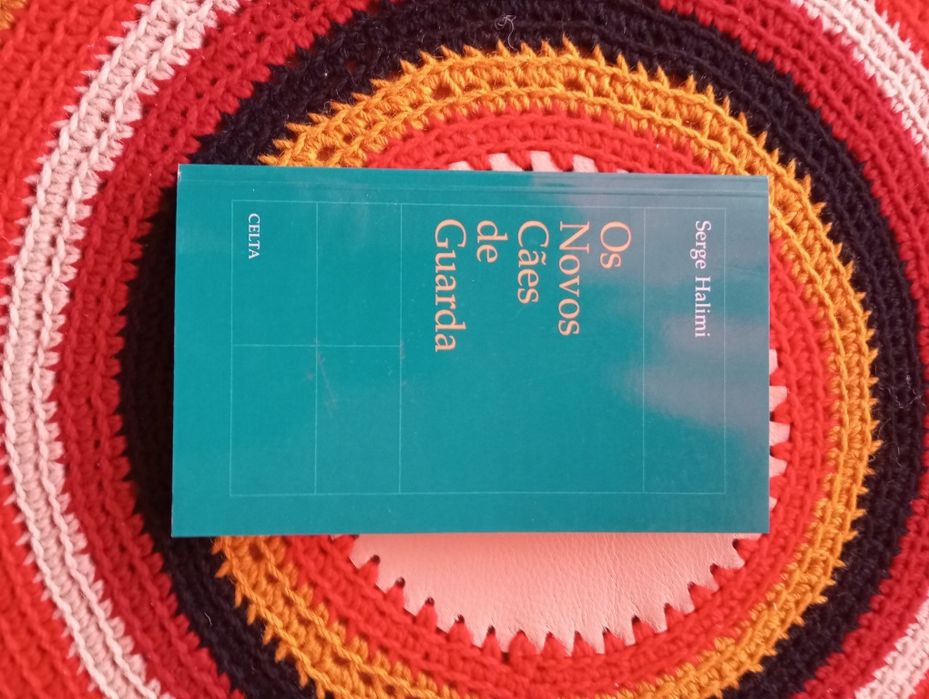 Serge Halimi
Os
Novos
Cães
de
Guarda
CELTA